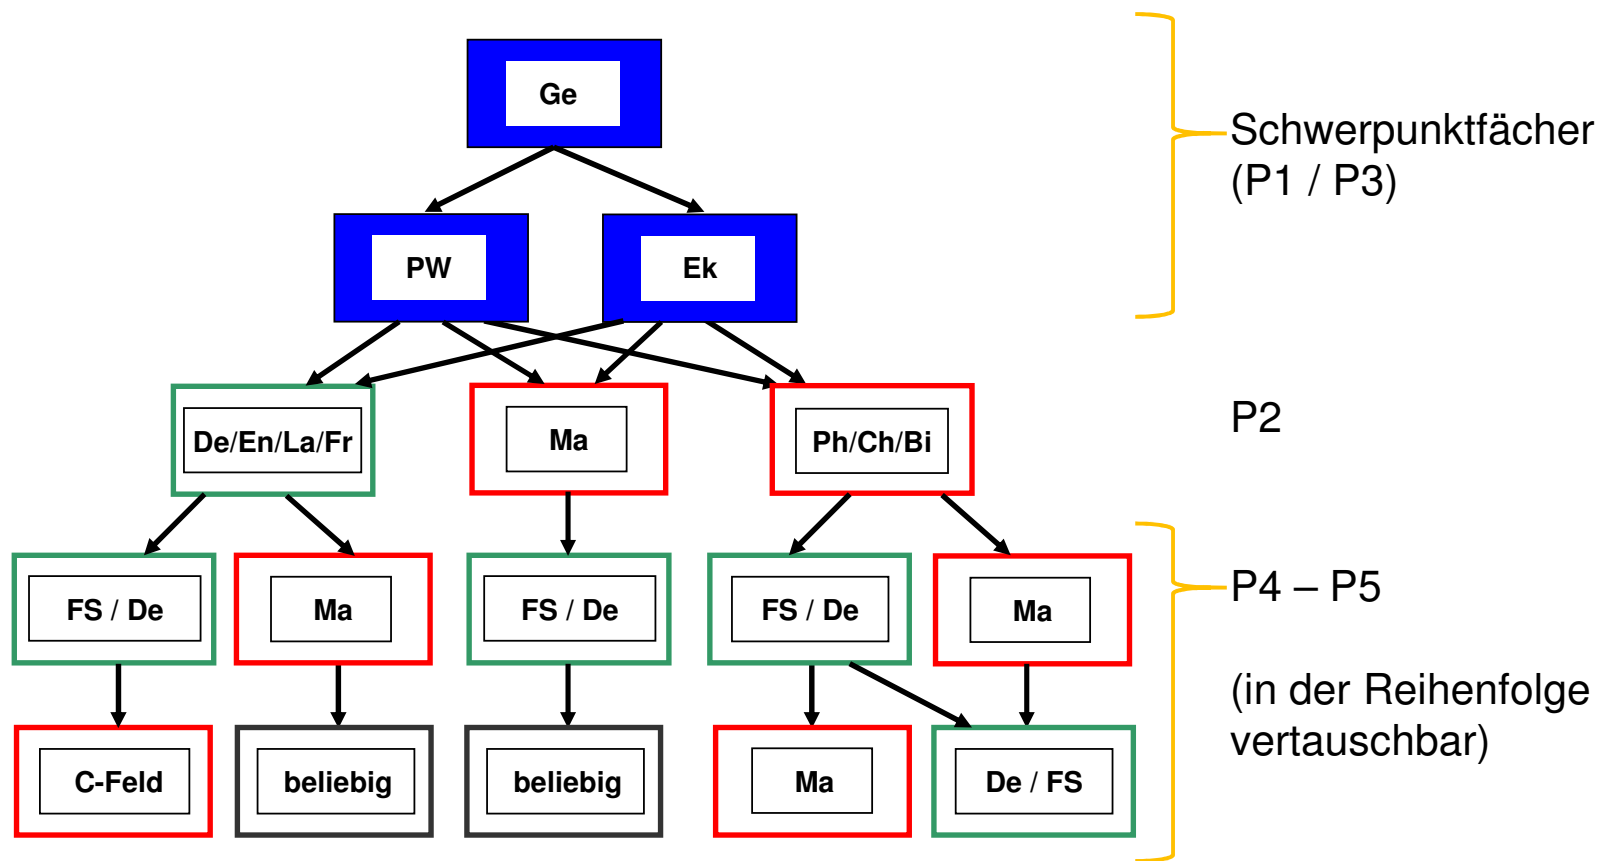 Ge
Schwerpunktfächer
(P1 / P3)
PW
Ek
De/En/La/Fr
Ma
Ph/Ch/Bi
P2
FS / De
Ma
FS / De
FS / De
Ma
P4 – P5
(in der Reihenfolge
vertauschbar)
C-Feld
beliebig
beliebig
Ma
De / FS